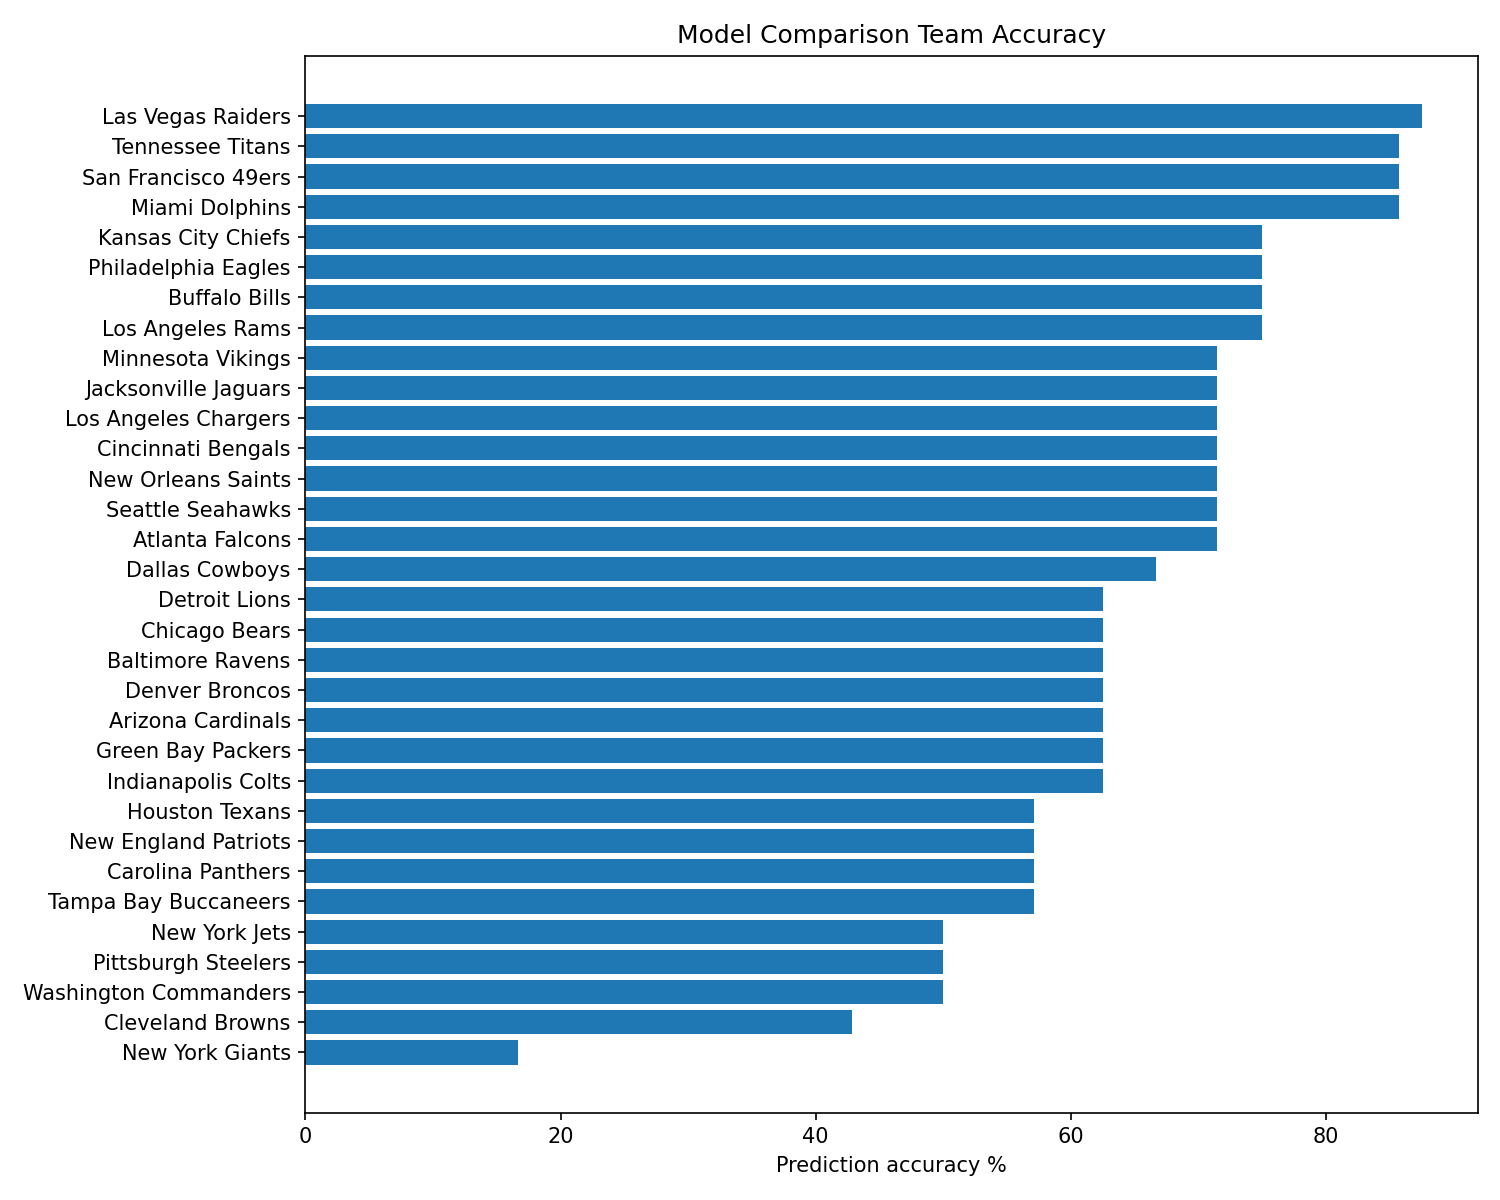 Model Comparison Team Accuracy
Las Vegas Raiders
Tennessee Titans
San Francisco 49ers
Miami Dolphins
Kansas City Chiefs
Philadelphia Eagles
Buffalo Bills
Los Angeles Rams
Minnesota Vikings
Jacksonville Jaguars
Los Angeles Chargers
Cincinnati Bengals
New Orleans Saints
Seattle Seahawks
Atlanta Falcons
Dallas Cowboys
Detroit Lions
Chicago Bears
Baltimore Ravens
Denver Broncos
Arizona Cardinals
Green Bay Packers
Indianapolis Colts
Houston Texans
New England Patriots
Carolina Panthers
Tampa Bay Buccaneers
New York Jets
Pittsburgh Steelers
Washington Commanders
Cleveland Browns
New York Giants
0 20 40 60 80
Prediction accuracy %